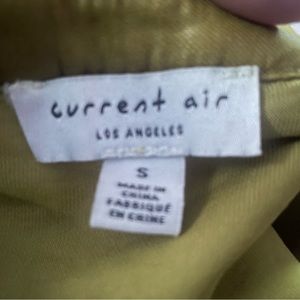 current air
LOS ANGELES
S
MADE IN
CHINA
FABRIQUÉ
EN CHINE